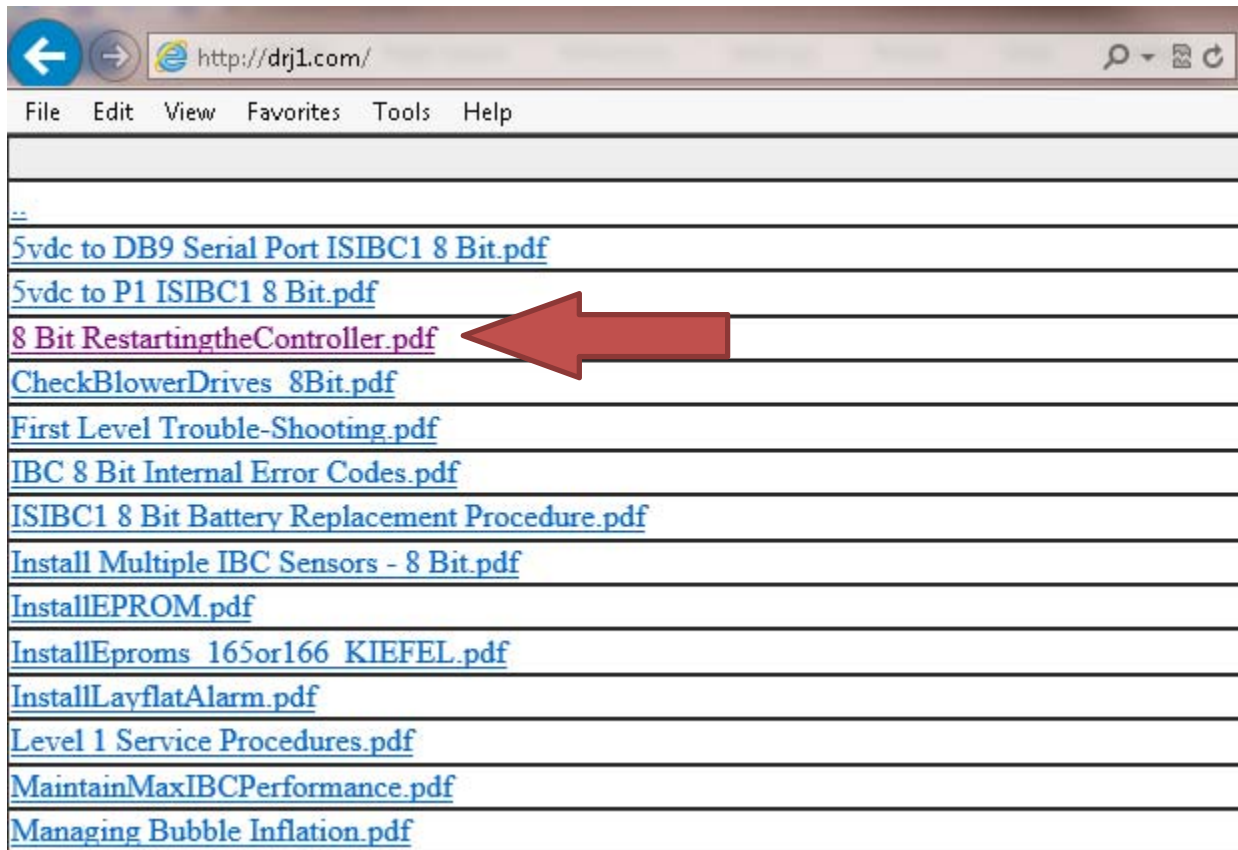 http://drj1.com/
File Edit View Favorites Tools Help
..
5vdc to DB9 Serial Port ISIBC1 8 Bit.pdf
5vdc to P1 ISIBC1 8 Bit.pdf
8 Bit RestartingtheController.pdf
CheckBlowerDrives_8Bit.pdf
First Level Trouble-Shooting.pdf
IBC 8 Bit Internal Error Codes.pdf
ISIBC1 8 Bit Battery Replacement Procedure.pdf
Install Multiple IBC Sensors - 8 Bit.pdf
InstallEPROM.pdf
InstallEproms_165or166_KIEFEL.pdf
InstallLayflatAlarm.pdf
Level 1 Service Procedures.pdf
MaintainMaxIBCPerformance.pdf
Managing Bubble Inflation.pdf